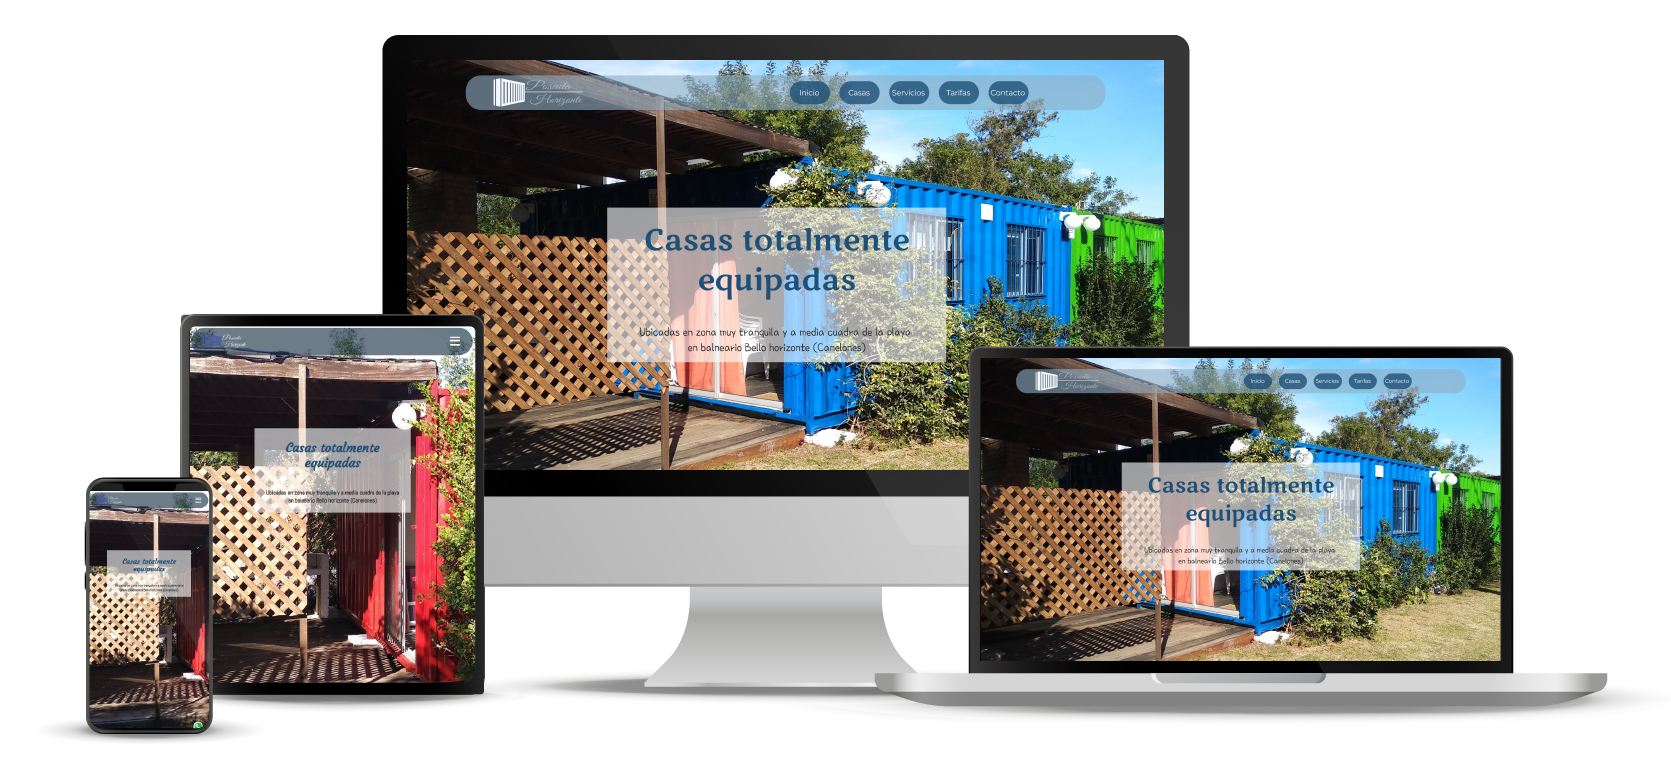 Posada
Horizonte
Inicio
Casas
Servicios
Tarifas
Contacto
Casas totalmente
equipadas
Ubicadas en zona muy tranquila y a media cuadra de la playa
en balneario Bello horizonte (Canelones)
Posada
Horizonte
Casas totalmente
equipadas
Ubicadas en zona muy tranquila y a media cuadra de la playa
en balneario Bello horizonte (Canelones)
Casas totalmente
equipadas
Posada
Horizonte
Inicio
Casas
Servicios
Tarifas
Contacto
Casas totalmente
equipadas
Ubicadas en zona muy tranquila y a media cuadra de la playa
en balneario Bello horizonte (Canelones)